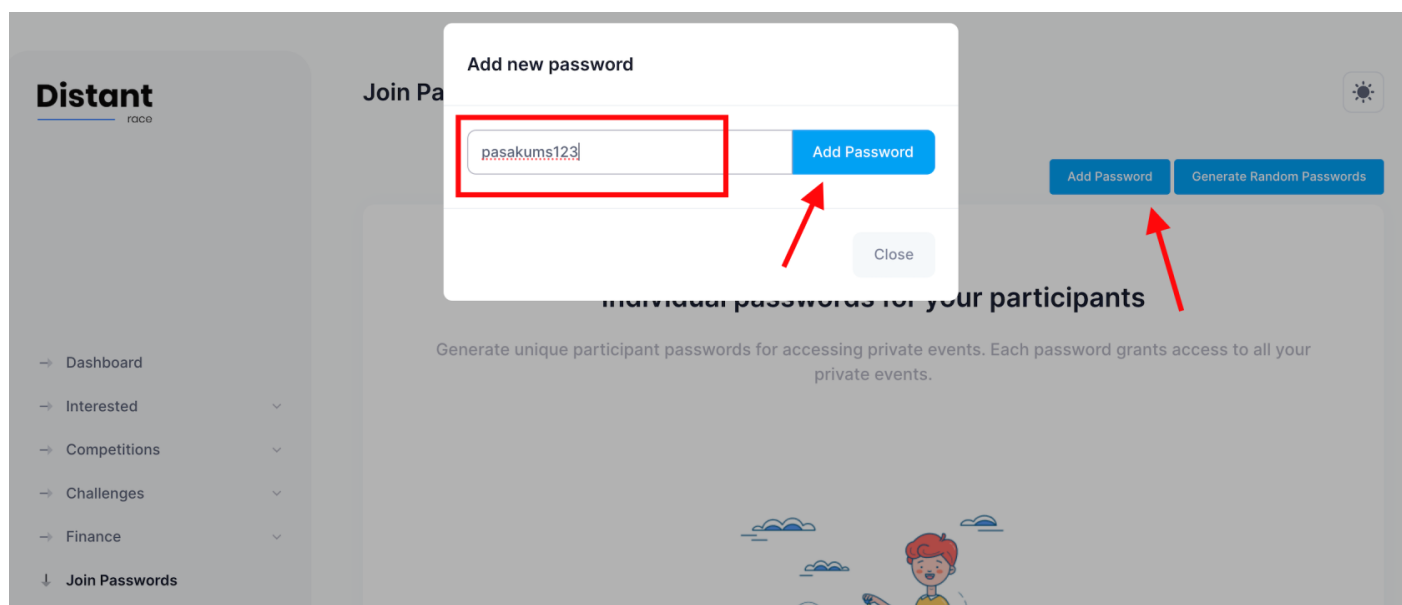 Add new password
Distant
race
Join Pa
pasakums123
Add Password
Add Password
Generate Random Passwords
Close
Individual passwords for your participants
Generate unique participant passwords for accessing private events. Each password grants access to all your
private events.
Dashboard
Interested
Competitions
Challenges
Finance
Join Passwords